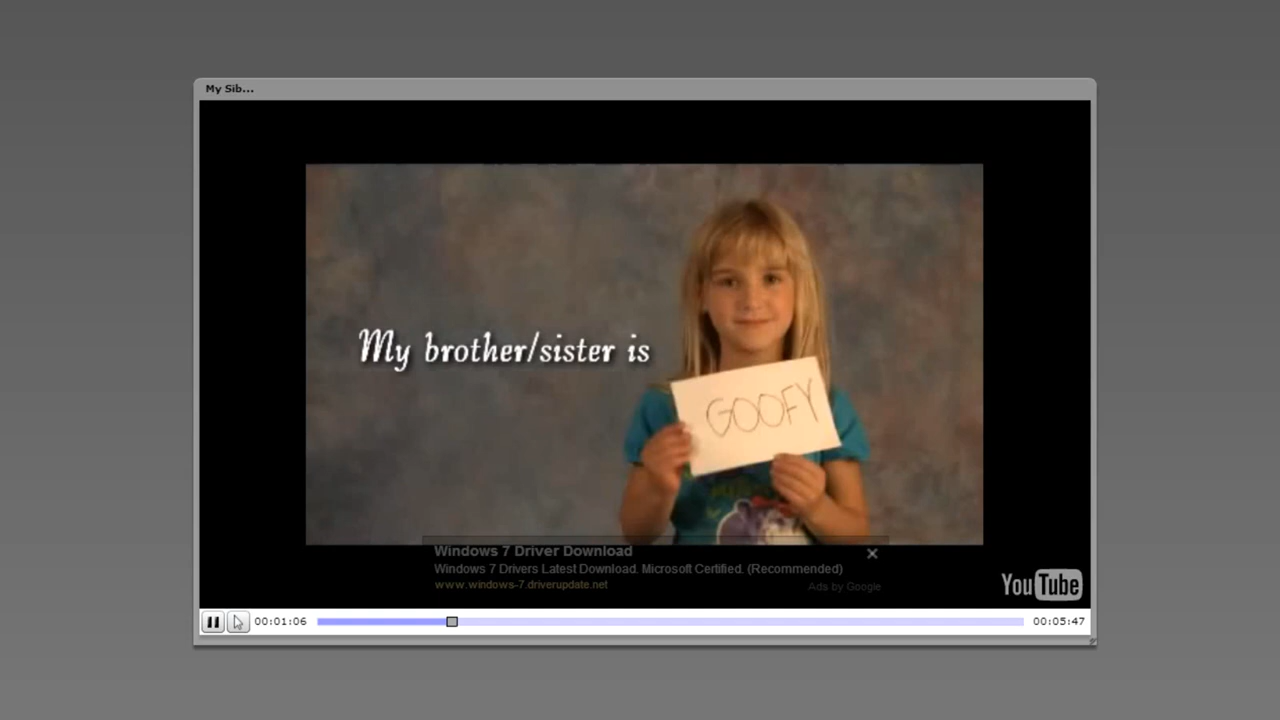 My Sib...
My brother/sister is
GOOFY
Windows 7 Driver Download
Windows 7 Drivers Latest Download. Microsoft Certified. (Recommended)
www.windows-7.driverupdate.net
Ads by Google
YouTube
00:01:06
00:05:47